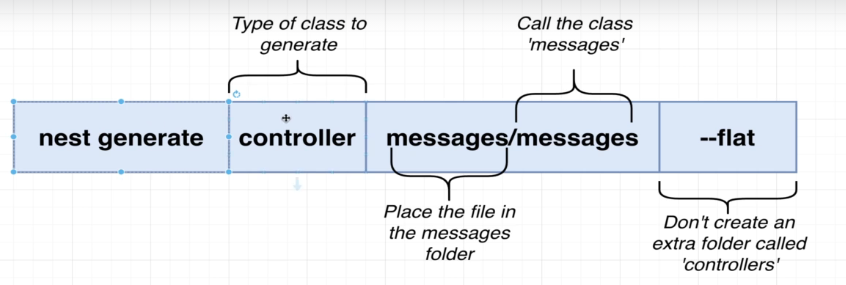 Type of class to
generate
Call the class
'messages'
nest generate
controller
messages/messages
--flat
Place the file in
the messages
folder
Don't create an
extra folder called
'controllers'